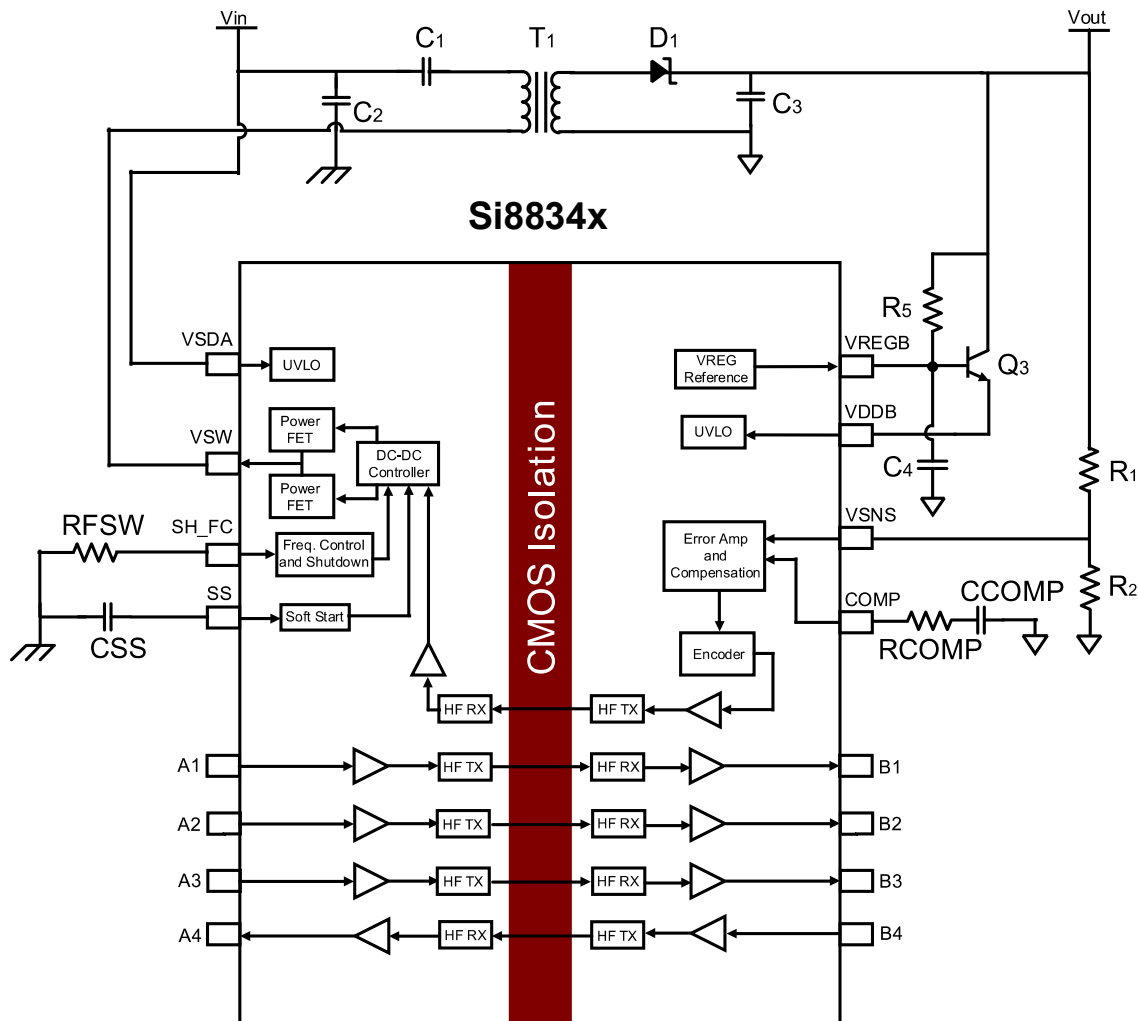 Vin
Vout
C1
T1
D1
C2
C3
Si8834x
R5
VSDA
UVLO
VREG
Reference
VREGB
Q3
VSW
Power
FET
DC-DC
Controller
Power
FET
UVLO
VDDB
C4
R1
CMOS Isolation
RFSW
SH_FC
Freq. Control
and Shutdown
Error Amp
and
Compensation
VSNS
R2
SS
Soft Start
CSS
COMP
CCOMP
RCOMP
Encoder
HF RX
HF TX
A1
HF TX
HF RX
B1
A2
HF TX
HF RX
B2
A3
HF TX
HF RX
B3
A4
HF RX
HF TX
B4